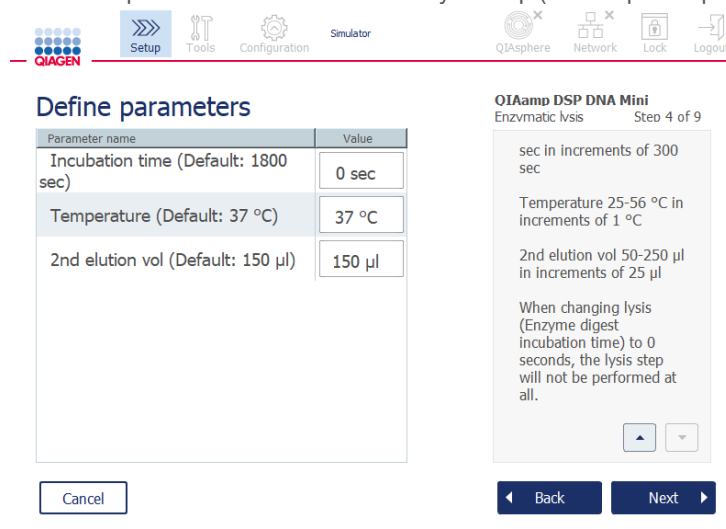 Setup
Tools
Configuration
Simulator
QIAsphere
Network
Lock
Logout
QIAGEN
Define parameters
Parameter name Value
Incubation time (Default: 1800
sec)
0 sec
Temperature (Default: 37 °C) 37 °C
2nd elution vol (Default: 150 µl) 150 µl
QIAamp DSP DNA Mini
Enzymatic lysis Step 4 of 9
sec in increments of 300
sec
Temperature 25-56 °C in
increments of 1 °C
2nd elution vol 50-250 µl
in increments of 25 µl
When changing lysis
(Enzyme digest
incubation time) to 0
seconds, the lysis step
will not be performed at
all.
Cancel
Back
Next